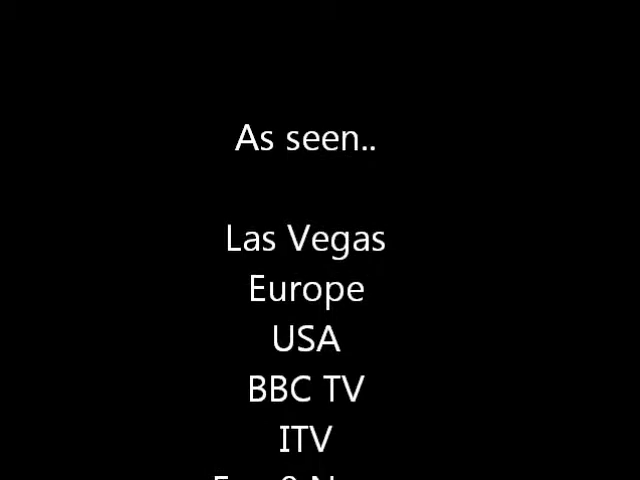 As seen..
Las Vegas
Europe
USA
BBC TV
ITV